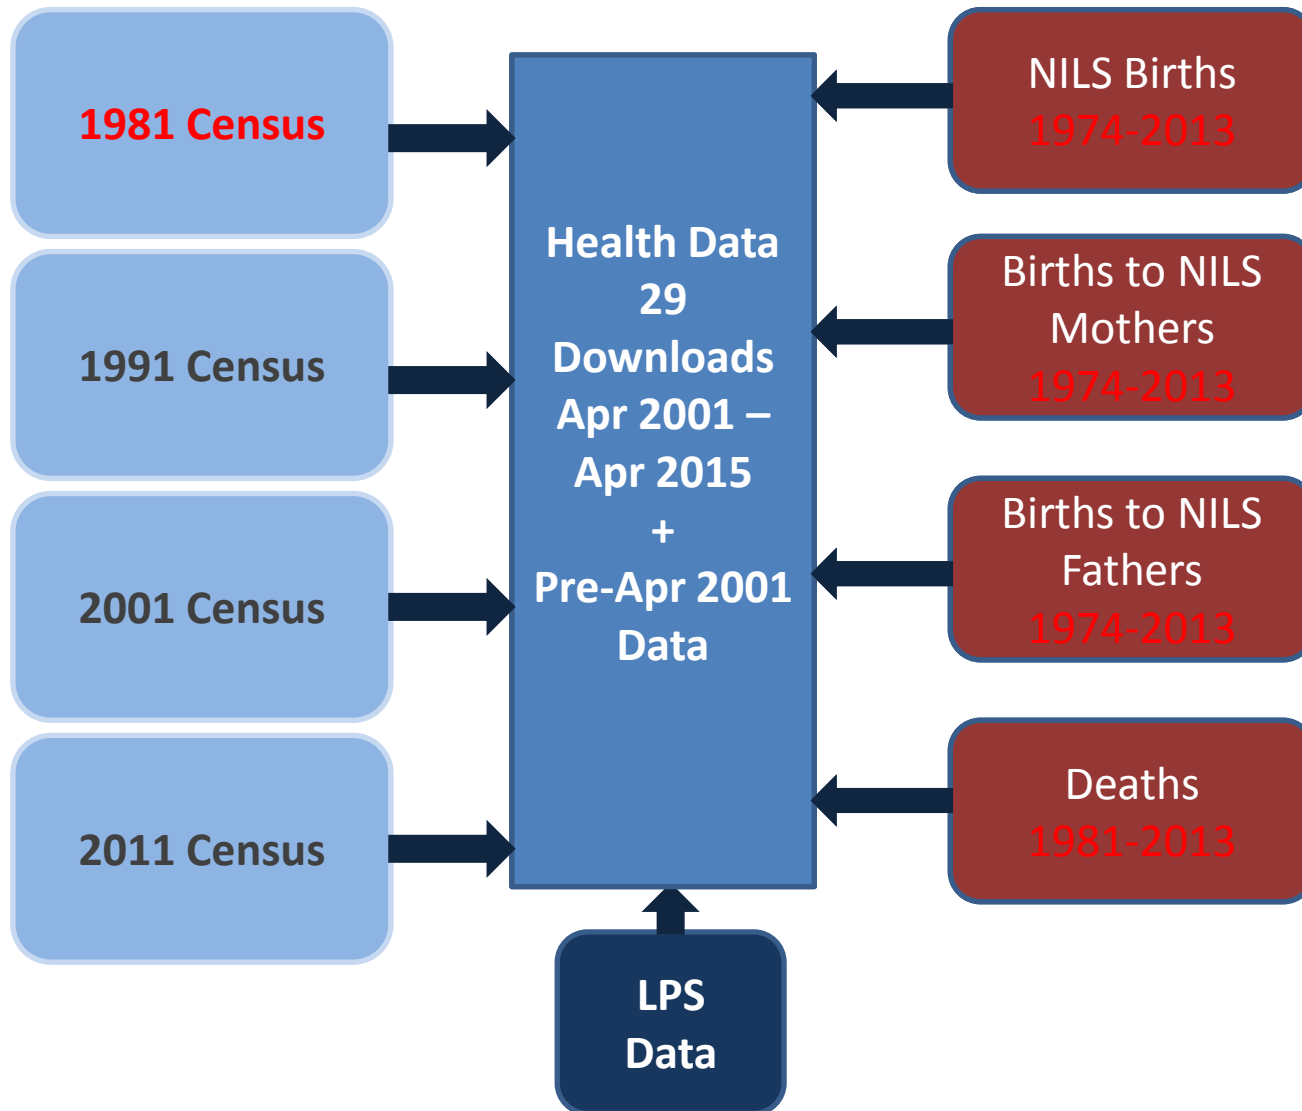 1981 Census
1991 Census
2001 Census
2011 Census
Health Data
29
Downloads
Apr 2001 –
Apr 2015
+
Pre-Apr 2001
Data
LPS
Data
NILS Births
1974-2013
Births to NILS
Mothers
1974-2013
Births to NILS
Fathers
1974-2013
Deaths
1981-2013